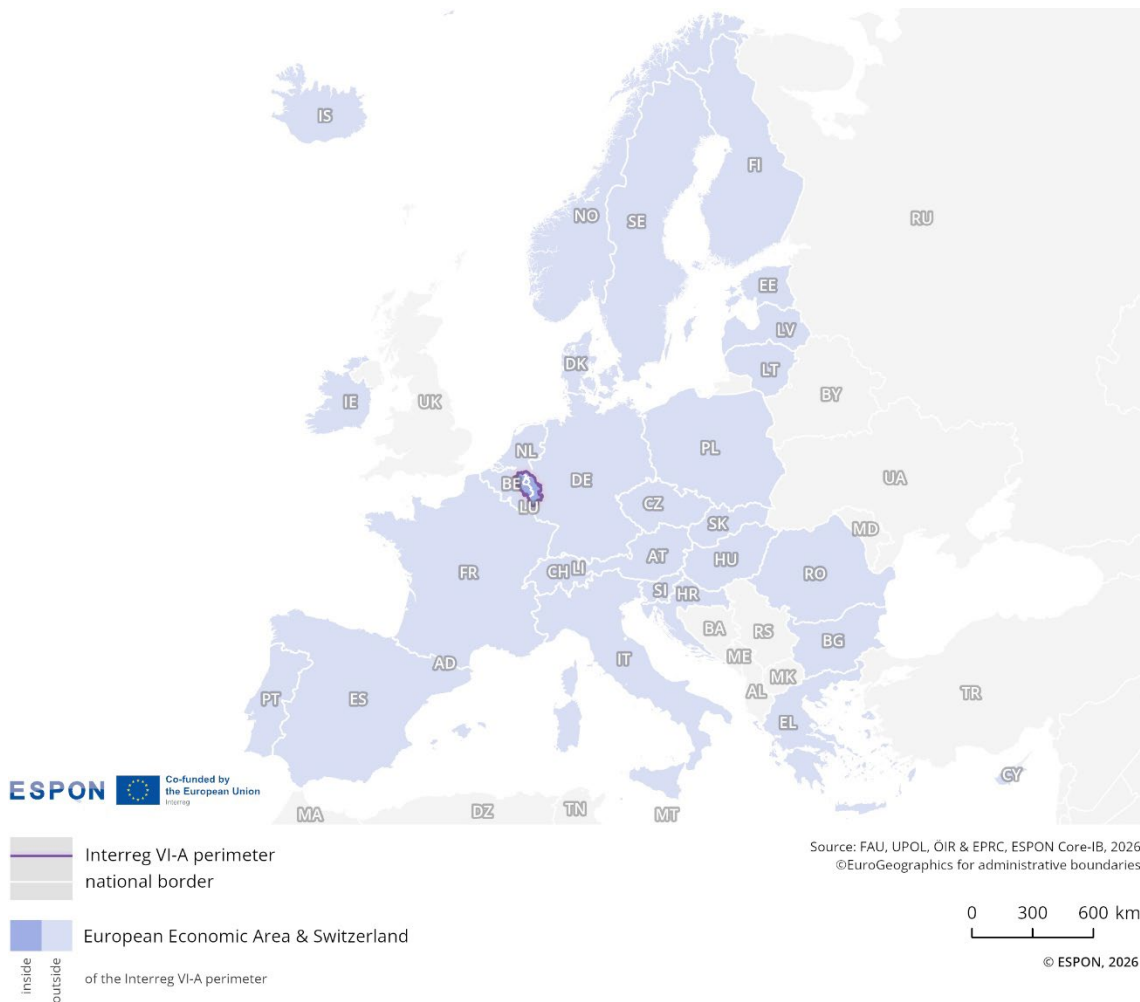 IS
FI
NO
SE
RU
EE
LV
DK
LT
BY
IE
UK
NL
PL
BE
DE
UA
LU
CZ
SK
MD
AT
HU
FR
CH
LI
RO
SI
HR
BA
RS
BG
IT
ME
AD
MK
AL
TR
PT
ES
EL
CY
ESPON
Co-funded by
the European Union
Interreg
MA
DZ
TN
MT
Interreg VI-A perimeter
national border
European Economic Area & Switzerland
inside
outside
of the Interreg VI-A perimeter
Source: FAU, UPOL, ÖIR & EPRC, ESPON Core-IB, 2026
©EuroGeographics for administrative boundaries
0 300 600 km
© ESPON, 2026